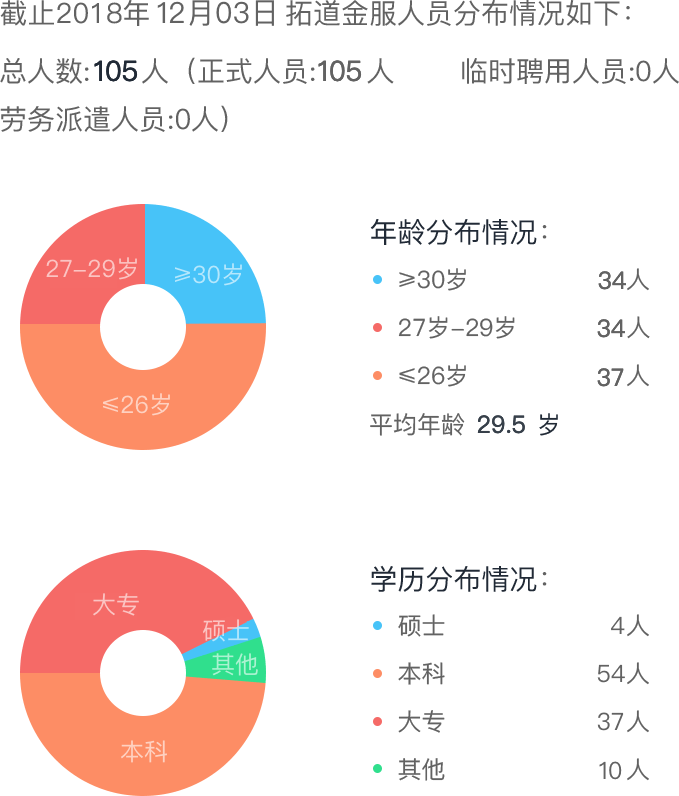 截止2018年12月03日 拓道金服人员分布情况如下：
总人数:105人（正式人员:105人 临时聘用人员:0人
劳务派遣人员:0人）
27-29岁
≥30岁
≤26岁
年龄分布情况：
≥30岁 34人
27岁-29岁 34人
≤26岁 37人
平均年龄 29.5 岁
大专
硕士
其他
本科
学历分布情况：
硕士 4人
本科 54人
大专 37人
其他 10人